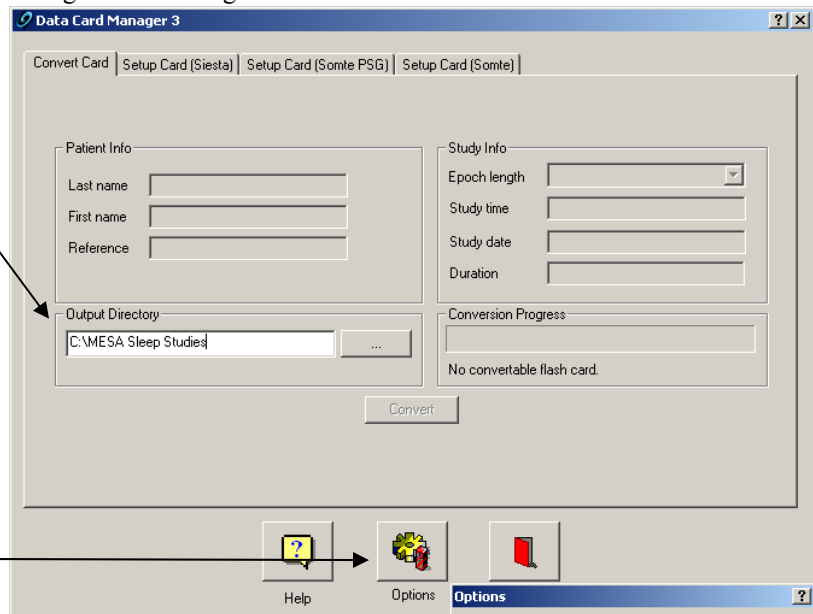 Data Card Manager 3
Convert Card Setup Card (Siesta) Setup Card (Somte PSG) Setup Card (Somte)
Patient Info
Last name
First name
Reference
Study Info
Epoch length
Study time
Study date
Duration
Output Directory
C:\MESA Sleep Studies
...
Conversion Progress
No convertable flash card.
Convert
Help
Options
Options